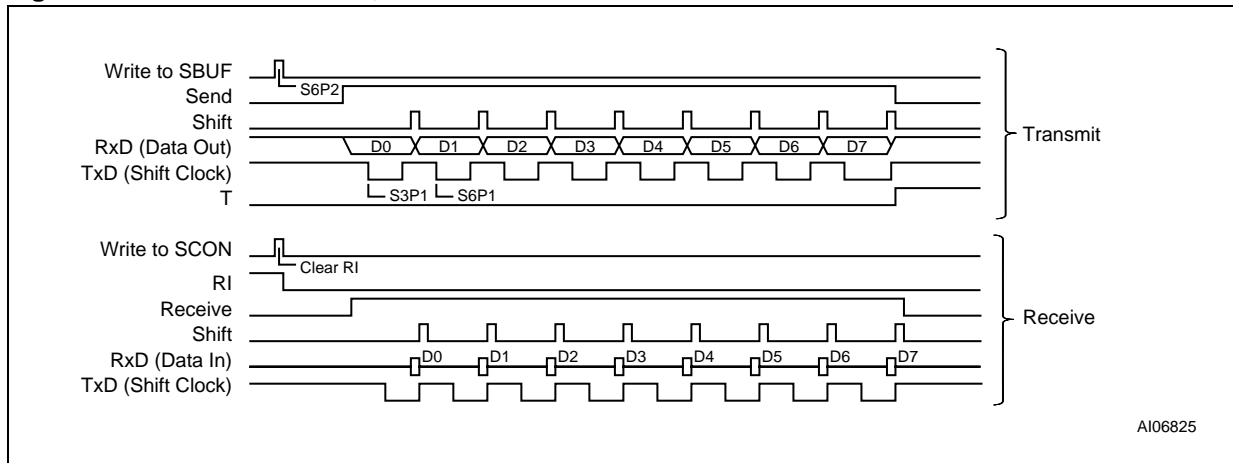 Write to SBUF
S6P2
Send
Shift
RxD (Data Out)
D0 D1 D2 D3 D4 D5 D6 D7
TxD (Shift Clock)
S3P1 S6P1
T
Transmit
Write to SCON
Clear RI
RI
Receive
Shift
RxD (Data In)
D0 D1 D2 D3 D4 D5 D6 D7
TxD (Shift Clock)
Receive
AI06825